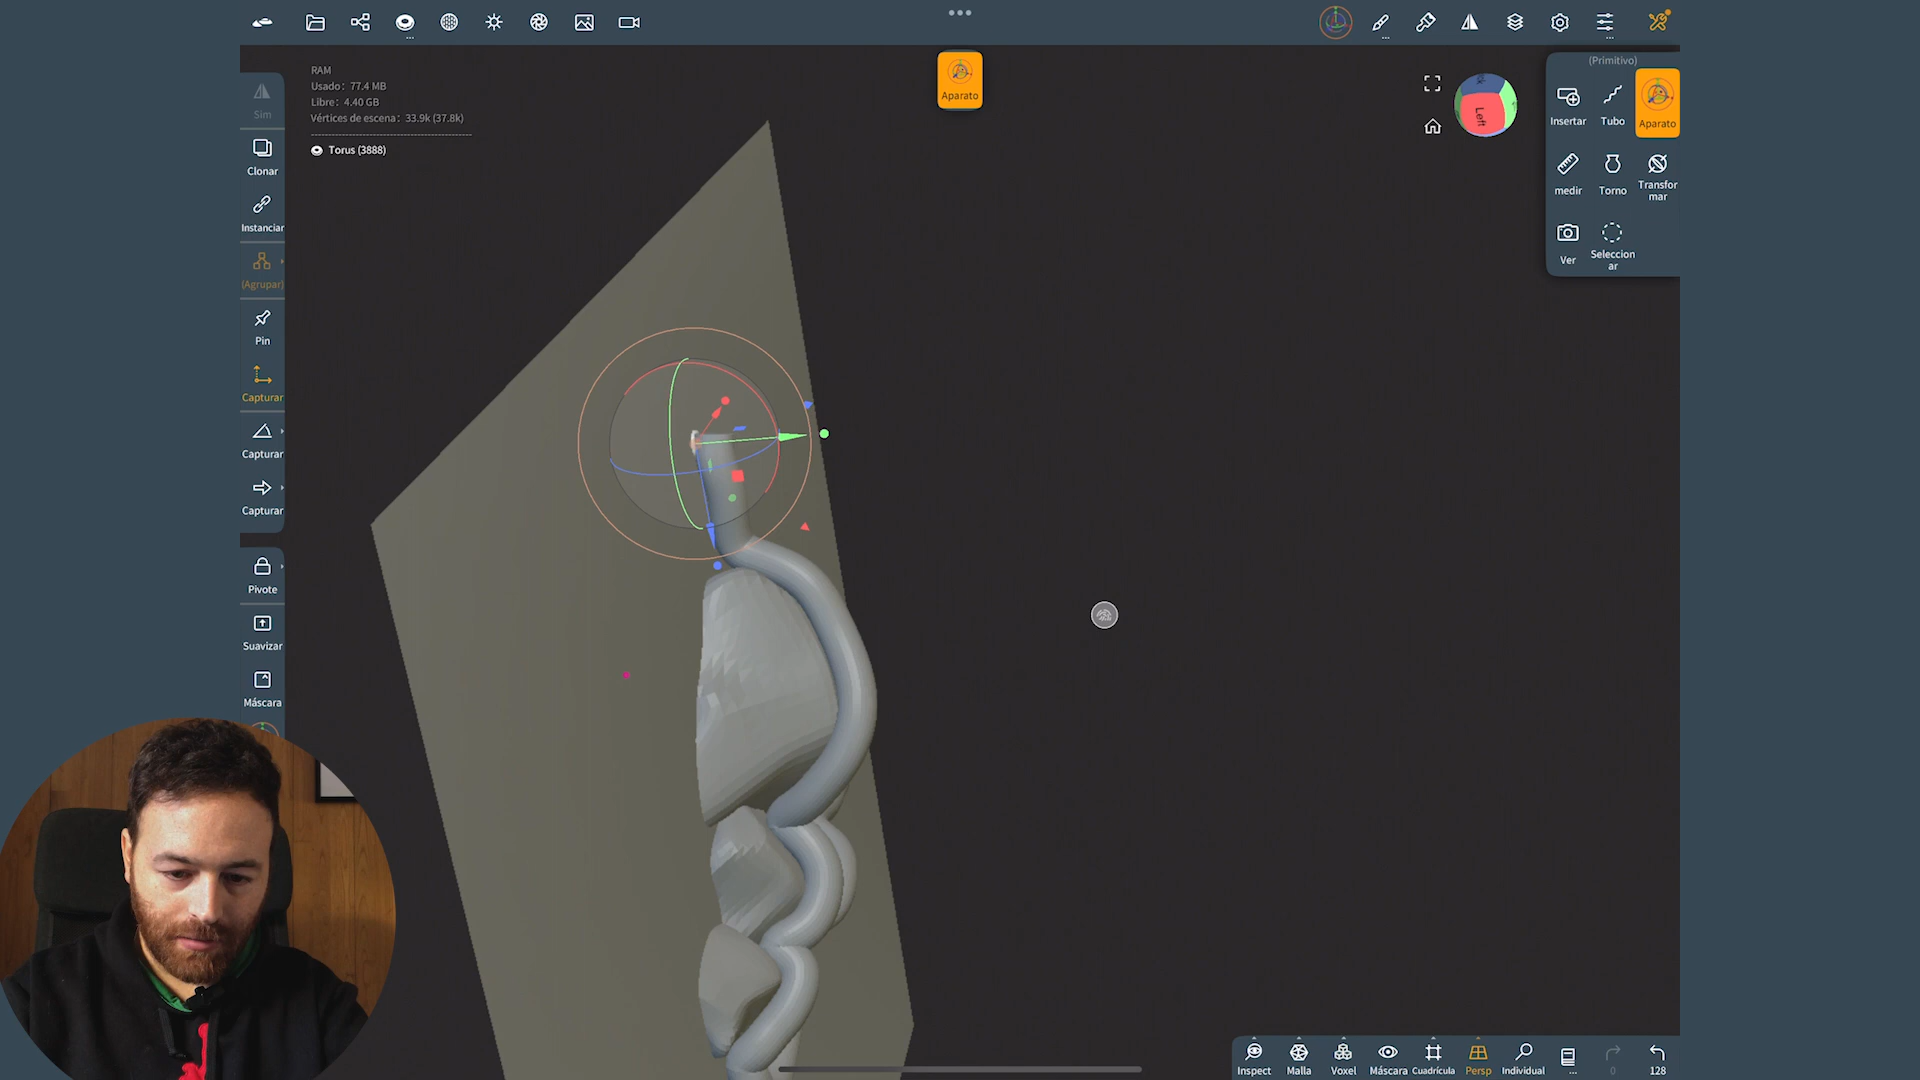 RAM
Usado: 77.4 MB
Libre: 4.40 GB
Vértices de escena: 33.9k (37.8k)
Torus (3888)
Aparato
Left
(Primitivo)
Insertar
Tubo
Aparato
medir
Torno
Transfor
mar
Ver
Seleccion
ar
Sim
Clonar
Instanciar
(Agrupar)
Pin
Capturar
Capturar
Capturar
Pivote
Suavizar
Máscara
Inspect
Malla
Voxel
Máscara
Cuadrícula
Persp
Individual
...
0
128